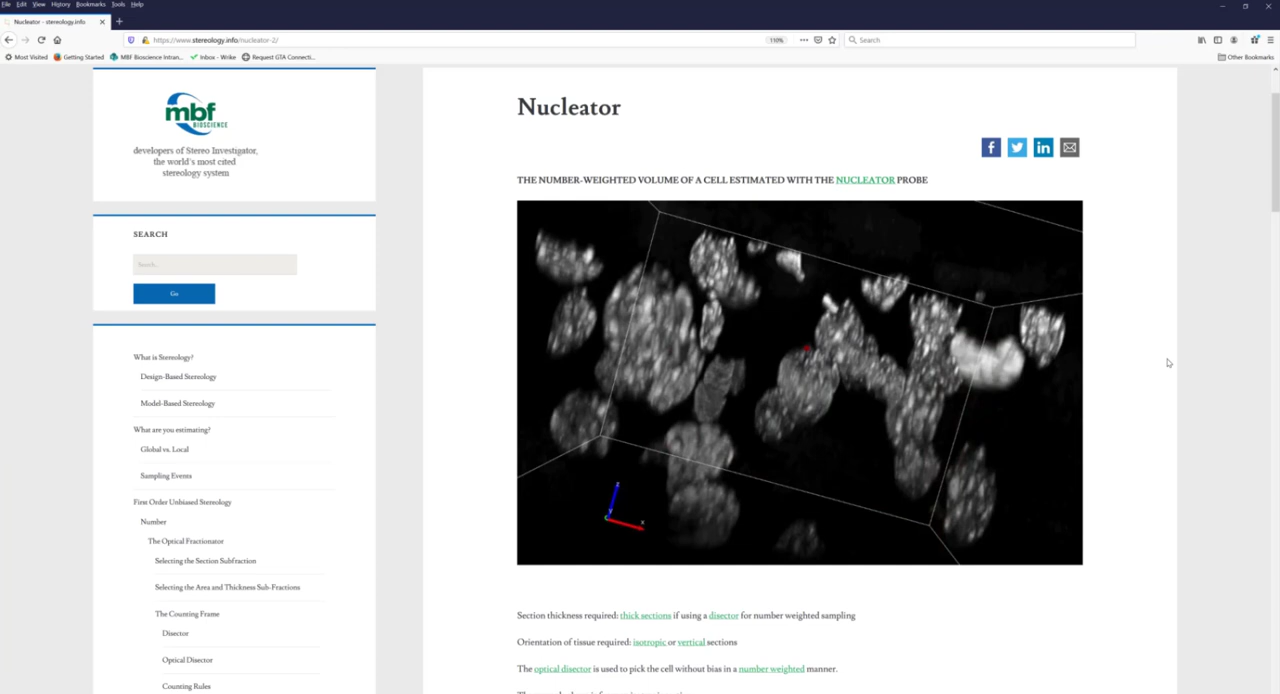 File Edit View History Bookmarks Tools Help
Nucleator - stereology.info
https://www.stereology.info/nucleator-2/
110%
Search
Most Visited
Getting Started
MBF Bioscience Intran...
Inbox - Wrike
Request GTA Connecti...
Other Bookmarks
mbf
BIOSCIENCE
developers of Stereo Investigator,
the world's most cited
stereology system
SEARCH
Search...
Go
What is Stereology?
Design-Based Stereology
Model-Based Stereology
What are you estimating?
Global vs. Local
Sampling Events
First Order Unbiased Stereology
Number
The Optical Fractionator
Selecting the Section Subfraction
Selecting the Area and Thickness Sub-Fractions
The Counting Frame
Disector
Optical Disector
Counting Rules
Nucleator
THE NUMBER-WEIGHTED VOLUME OF A CELL ESTIMATED WITH THE NUCLEATOR PROBE
z
y
x
Section thickness required: thick sections if using a disector for number weighted sampling
Orientation of tissue required: isotropic or vertical sections
The optical disector is used to pick the cell without bias in a number weighted manner.